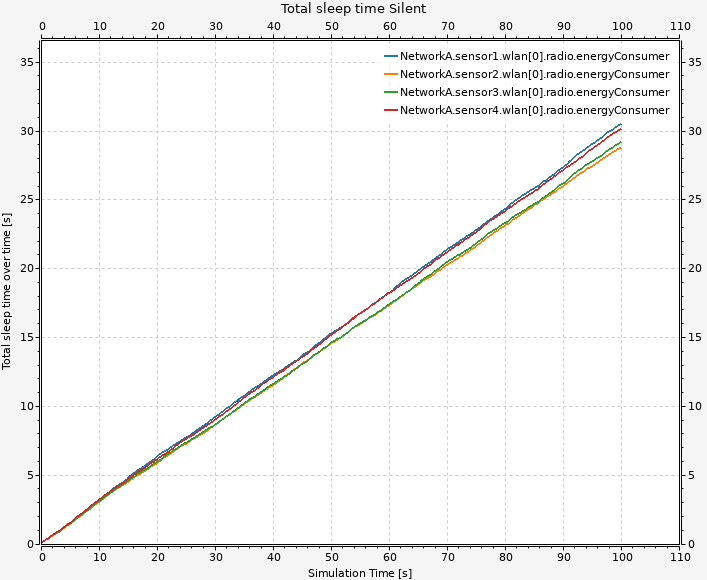 Total sleep time Silent
0 10 20 30 40 50 60 70 80 90 100 110
NetworkA.sensor1.wlan[0].radio.energyConsumer
NetworkA.sensor2.wlan[0].radio.energyConsumer
NetworkA.sensor3.wlan[0].radio.energyConsumer
NetworkA.sensor4.wlan[0].radio.energyConsumer
Total sleep time over time [s]
35 35
30 30
25 25
20 20
15 15
10 10
5 5
0 0
0 10 20 30 40 50 60 70 80 90 100 110
Simulation Time [s]